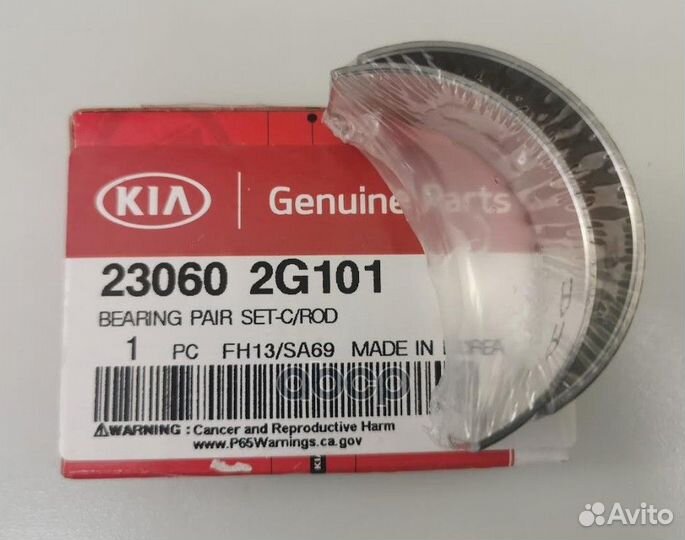 KIA Genuine Parts
23060 2G101
BEARING PAIR SET-C/ROD
1 PC FH13/SA69 MADE IN KOREA
WARNING : Cancer and Reproductive Harm
www.P65Warnings.ca.gov
Avito